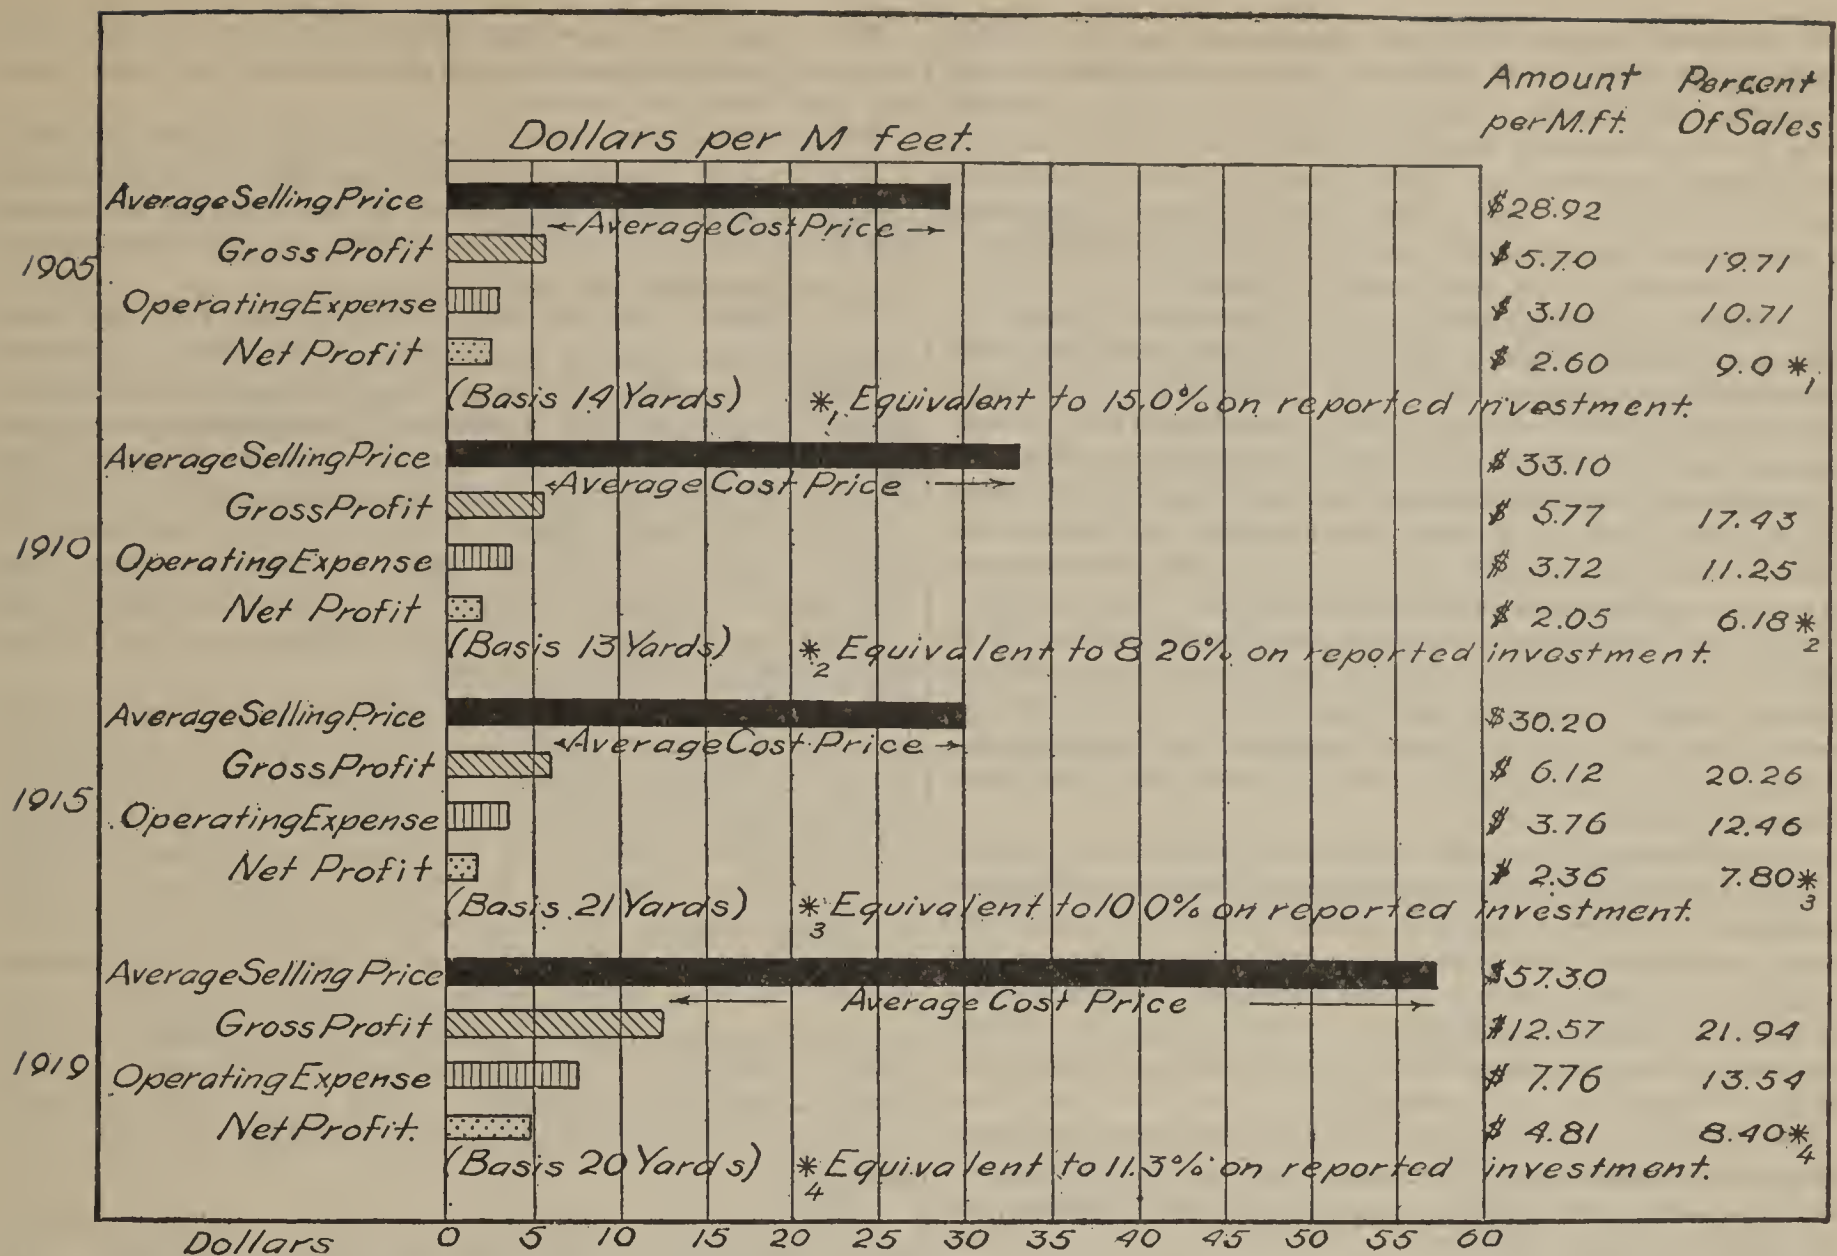 Amount Percent
per M.ft. Of Sales
Dollars per M feet.
Average Selling Price $28.92
←Average Cost Price→
1905
Gross Profit $5.70 19.71
Operating Expense $ 3.10 10.71
Net Profit $ 2.60 9.0 *1
(Basis 14 Yards) *1 Equivalent to 15.0% on reported investment.
Average Selling Price $ 33.10
←Average Cost Price →
Gross Profit $ 5.77 17.43
1910
Operating Expense $ 3.72 11.25
Net Profit $ 2.05 6.18 *2
(Basis 13 Yards) *2 Equivalent to 8 26% on reported investment.
Average Selling Price $30.20
←Average Cost Price→
Gross Profit $ 6.12 20.26
1915
Operating Expense $ 3.76 12.46
Net Profit $ 2.36 7.80 *3
(Basis 21 Yards) *3 Equivalent to 10 0% on reported investment.
Average Selling Price $57.30
← Average Cost Price →
Gross Profit $12.57 21.94
1919
Operating Expense $ 7.76 13.54
Net Profit. $ 4.81 8.40 *4
(Basis 20 Yards) *4 Equivalent to 11.3% on reported investment.
Dollars 0 5 10 15 20 25 30 35 40 45 50 55 60